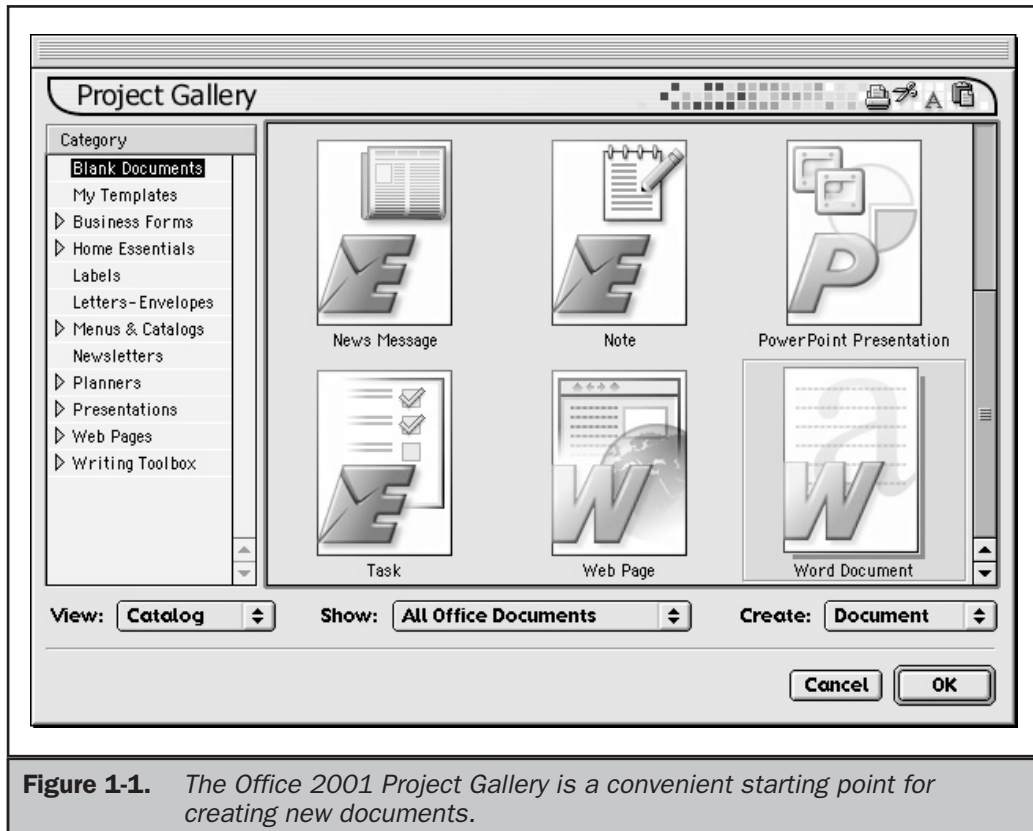 Project Gallery
Category
Blank Documents
My Templates
Business Forms
Home Essentials
Labels
Letters-Envelopes
Menus & Catalogs
Newsletters
Planners
Presentations
Web Pages
Writing Toolbox
News Message
Note
PowerPoint Presentation
Task
Web Page
Word Document
View: Catalog Show: All Office Documents Create: Document
Cancel OK
Figure 1-1. The Office 2001 Project Gallery is a convenient starting point for
creating new documents.